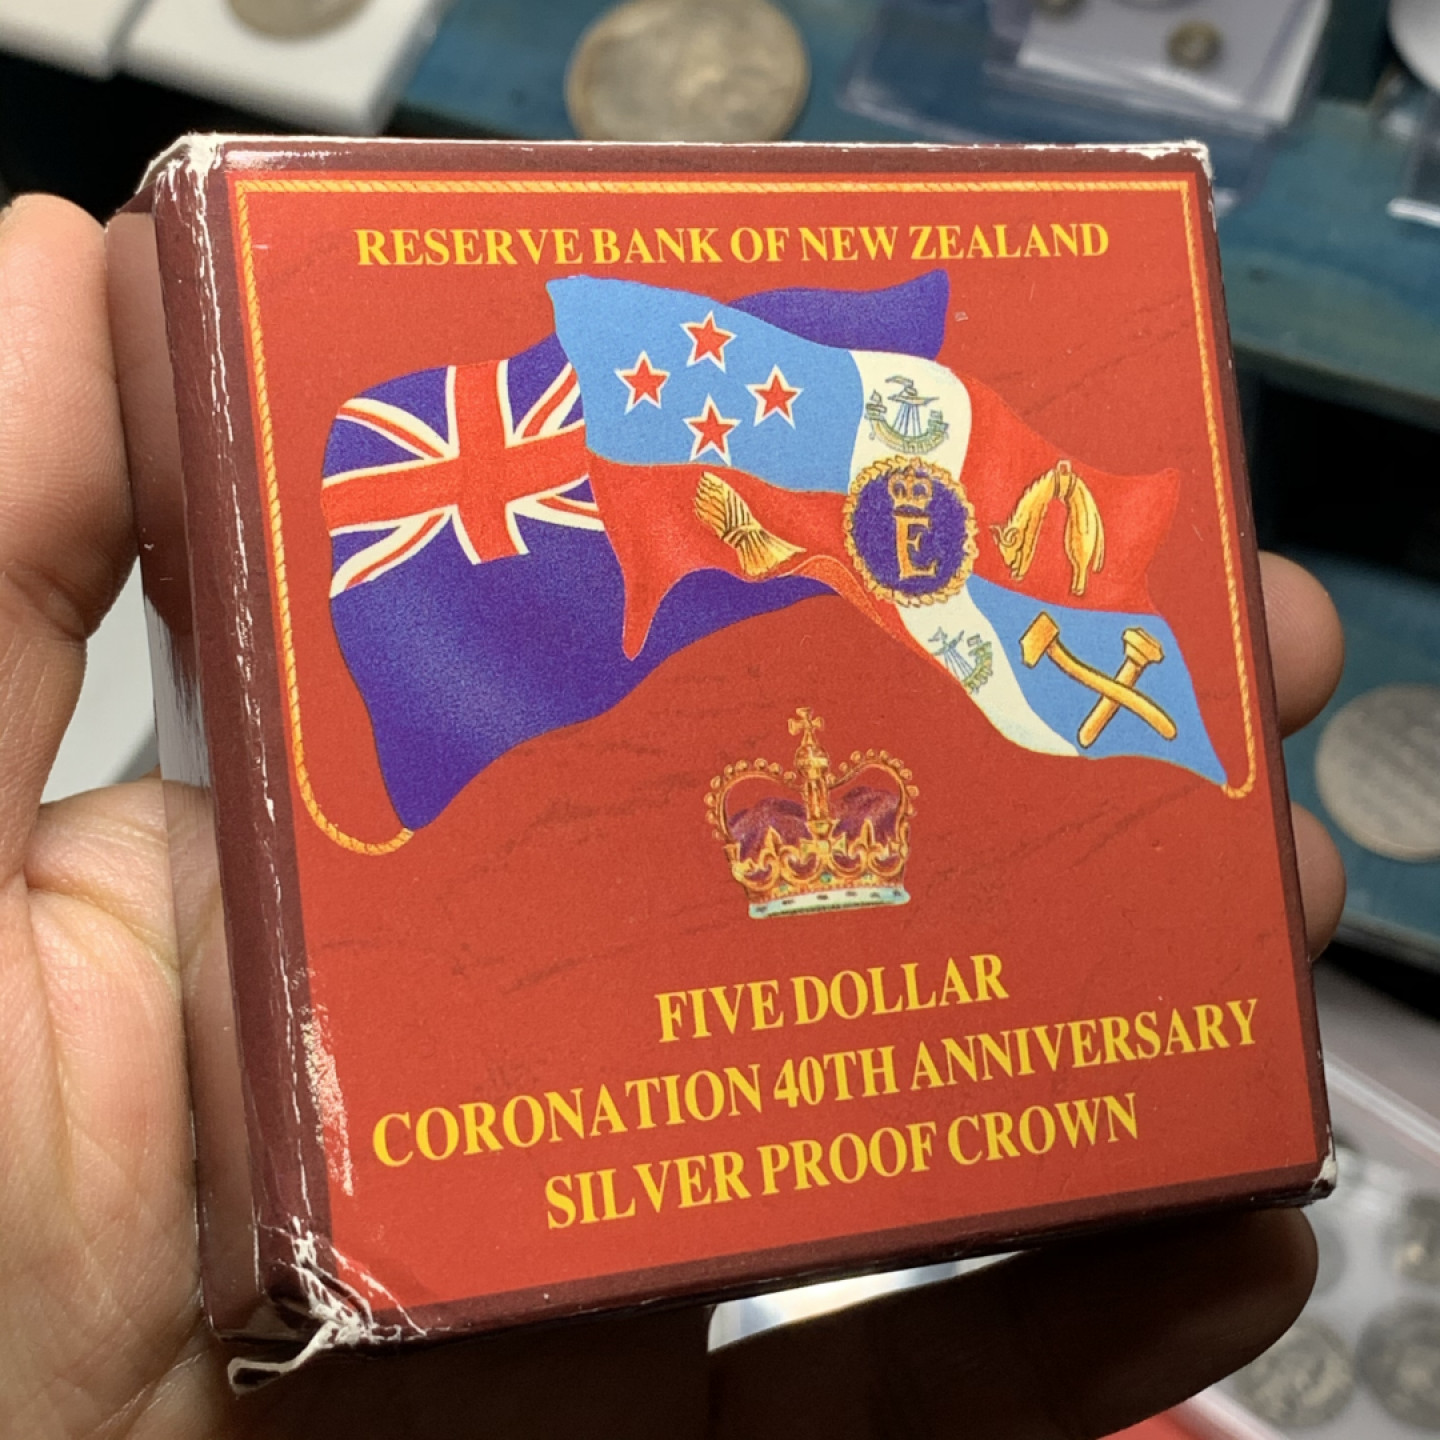 RESERVE BANK OF NEW ZEALAND
E
FIVE DOLLAR
CORONATION 40TH ANNIVERSARY
SILVER PROOF CROWN